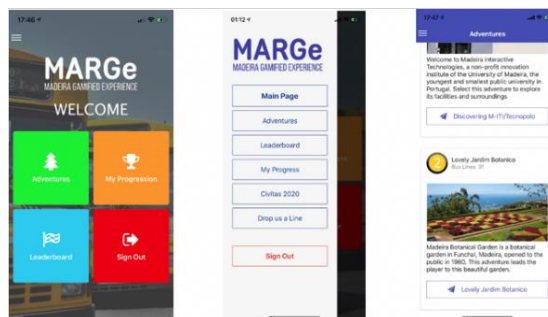 17:46
MARGe
MADEIRA GAMIFIED EXPERIENCE
WELCOME
Adventures
My Progression
Leaderboard
Sign Out
01:12
MARGe
MADEIRA GAMIFIED EXPERIENCE
Main Page
Adventures
Leaderboard
My Progress
Civitas 2020
Drop us a Line
Sign Out
17:47
Adventures
Welcome to Madeira Interactive
Technologies, a non-profit innovation
institute of the University of Madeira, the
youngest and smallest public university in
Portugal. Select this adventure to explore
its facilities and surroundings
Discovering M-ITI/Tecnopolo
2
Lovely Jardim Botanico
Bus Lines: 31
Madeira Botanical Garden is a botanical
garden in Funchal, Madeira, opened to the
public in 1960. This adventure leads the
player to this beautiful garden.
Lovely Jardim Botanico